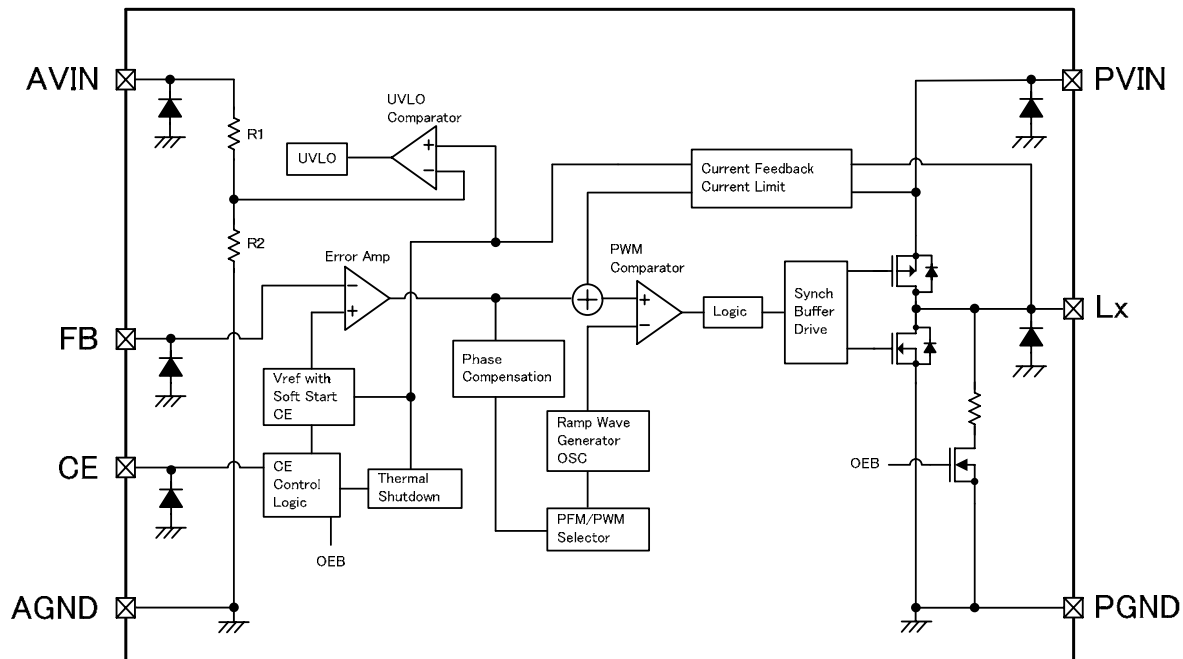 AVIN
PVIN
UVLO
Comparator
R1
UVLO
+
−
Current Feedback
Current Limit
R2
Error Amp
PWM
Comparator
−
+
+
+
−
Logic
Synch
Buffer
Drive
Lx
FB
Phase
Compensation
Vref with
Soft Start
CE
Ramp Wave
Generator
OSC
CE
CE
Control
Logic
Thermal
Shutdown
OEB
PFM/PWM
Selector
OEB
AGND
PGND